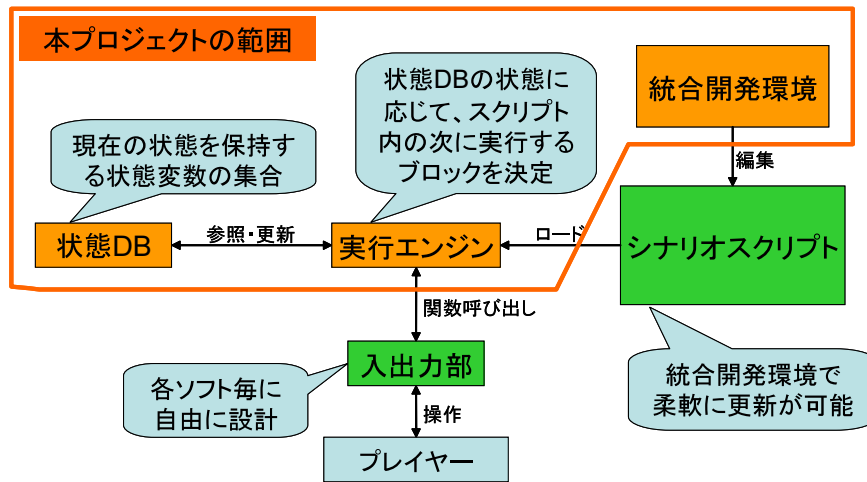 本プロジェクトの範囲
状態DBの状態に
応じて、スクリプト
内の次に実行する
ブロックを決定
統合開発環境
現在の状態を保持す
る状態変数の集合
編集
状態DB
参照・更新
実行エンジン
ロード
シナリオスクリプト
関数呼び出し
入出力部
各ソフト毎に
自由に設計
統合開発環境で
柔軟に更新が可能
操作
プレイヤー